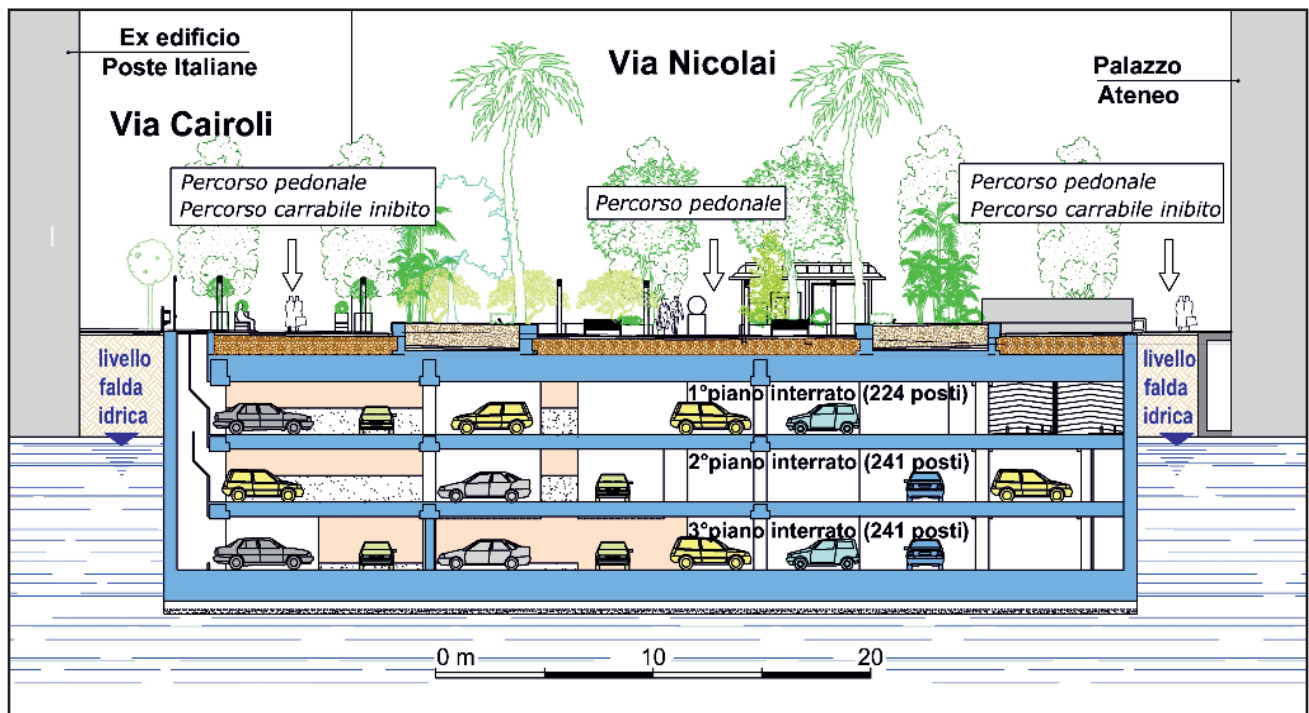 Ex edificio
Poste Italiane
Via Nicolai
Palazzo
Ateneo
Via Cairoli
Percorso pedonale
Percorso carrabile inibito
Percorso pedonale
Percorso pedonale
Percorso carrabile inibito
livello
falda
idrica
livello
falda
idrica
1°piano interrato (224 posti)
2°piano interrato (241 posti)
3°piano interrato (241 posti)
0 m 10 20